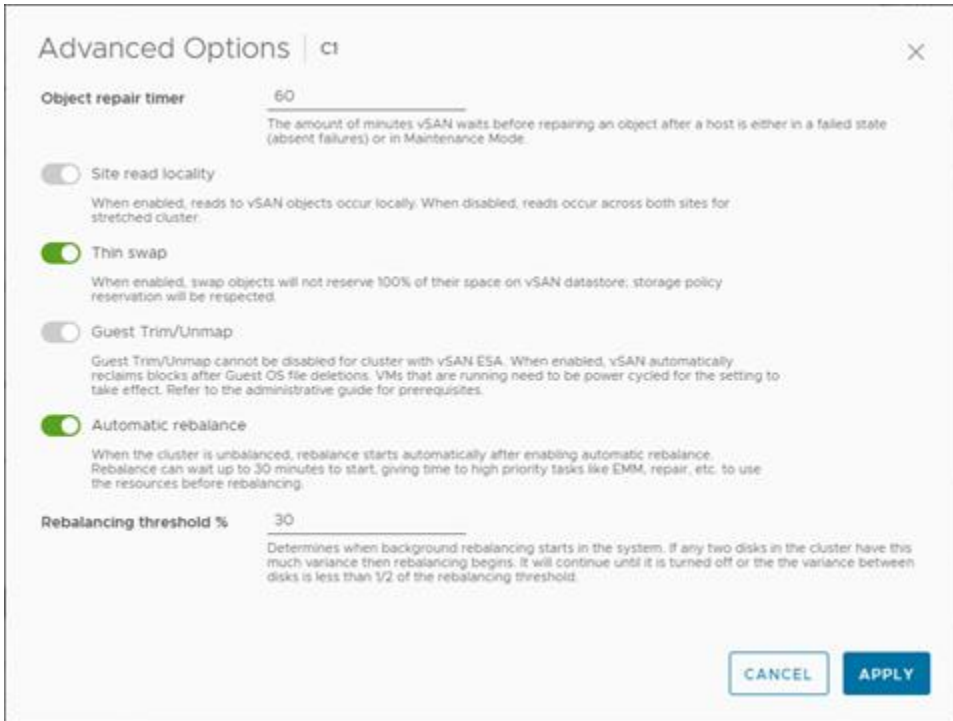 Advanced Options | C1
Object repair timer 60
The amount of minutes vSAN waits before repairing an object after a host is either in a failed state
(absent failures) or in Maintenance Mode.
Site read locality
When enabled, reads to vSAN objects occur locally. When disabled, reads occur across both sites for
stretched cluster.
Thin swap
When enabled, swap objects will not reserve 100% of their space on vSAN datastore; storage policy
reservation will be respected.
Guest Trim/Unmap
Guest Trim/Unmap cannot be disabled for cluster with vSAN ESA. When enabled, vSAN automatically
reclaims blocks after Guest OS file deletions. VMs that are running need to be power cycled for the setting to
take effect. Refer to the administrative guide for prerequisites.
Automatic rebalance
When the cluster is unbalanced, rebalance starts automatically after enabling automatic rebalance.
Rebalance can wait up to 30 minutes to start, giving time to high priority tasks like EMM, repair, etc. to use
the resources before rebalancing.
Rebalancing threshold % 30
Determines when background rebalancing starts in the system. If any two disks in the cluster have this
much variance then rebalancing begins. It will continue until it is turned off or the the variance between
disks is less than 1/2 of the rebalancing threshold.
CANCEL APPLY